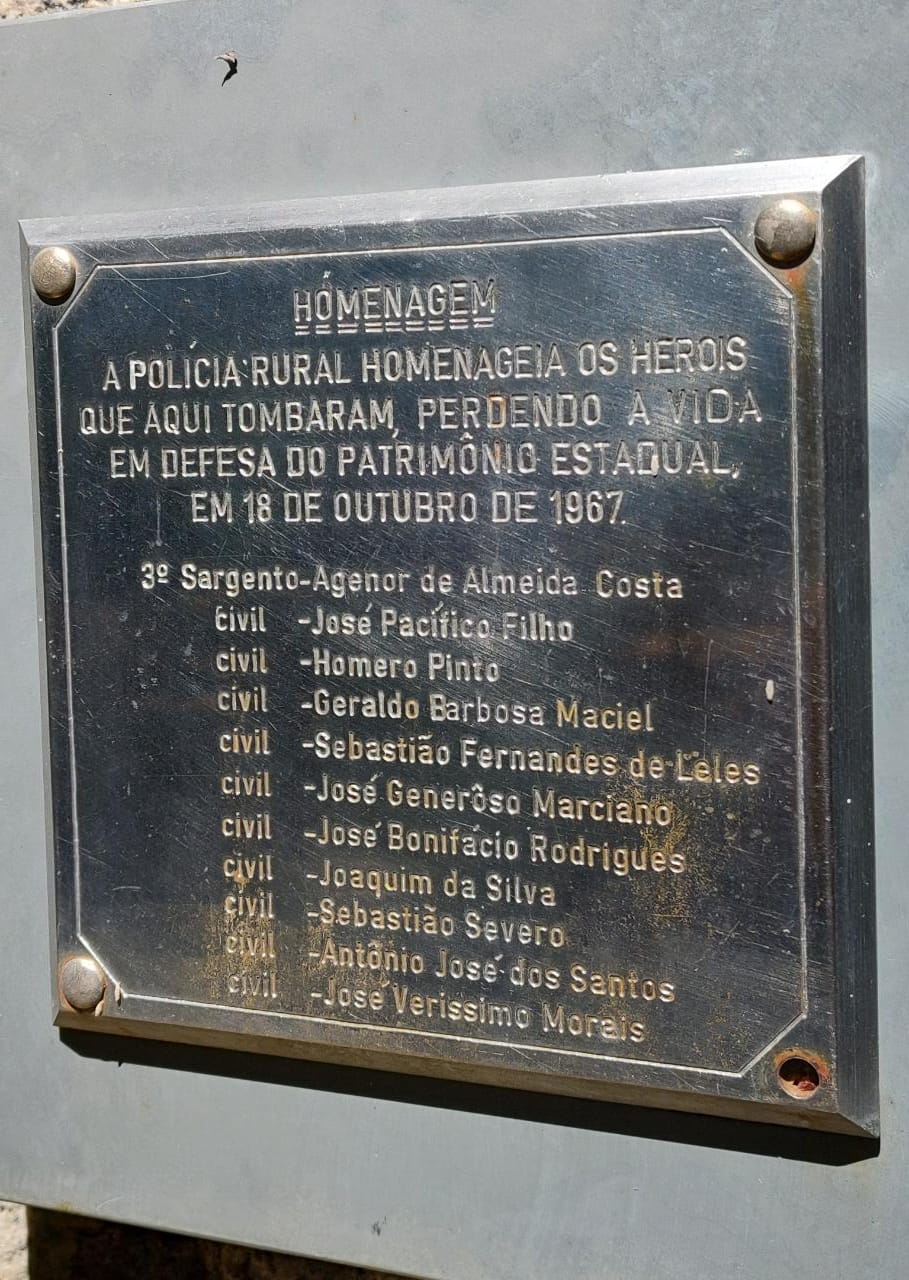 HOMENAGEM
A POLÍCIA RURAL HOMENAGEIA OS HEROIS
QUE AQUI TOMBARAM, PERDENDO A VIDA
EM DEFESA DO PATRIMÔNIO ESTADUAL,
EM 18 DE OUTUBRO DE 1967.
3º Sargento-Agenor de Almeida Costa
civil -José Pacífico Filho
civil -Homero Pinto
civil -Geraldo Barbosa Maciel
civil -Sebastião Fernandes de Leles
civil -José Generôso Marciano
civil -José Bonifácio Rodrigues
civil -Joaquim da Silva
civil -Sebastião Severo
civil -Antônio José dos Santos
civil -José Verissimo Morais